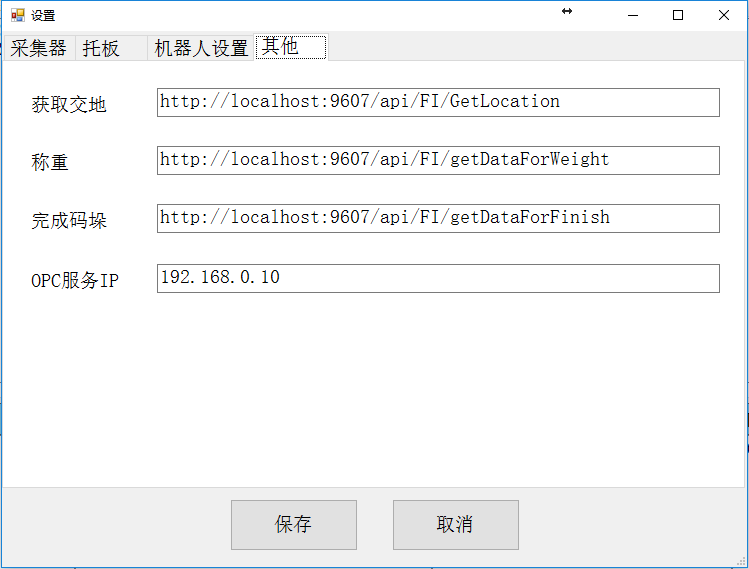 设置
采集器 托板 机器人设置 其他
获取交地 http://localhost:9607/api/FI/GetLocation
称重 http://localhost:9607/api/FI/getDataForWeight
完成码垛 http://localhost:9607/api/FI/getDataForFinish
OPC服务IP 192.168.0.10
保存 取消